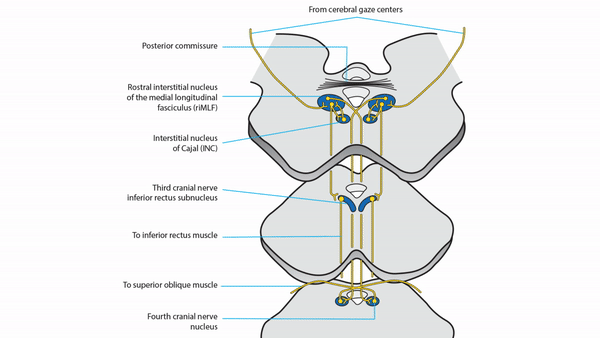 From cerebral gaze centers
Posterior commissure
Rostral interstitial nucleus
of the medial longitudinal
fasciculus (riMLF)
Interstitial nucleus
of Cajal (INC)
Third cranial nerve
inferior rectus subnucleus
To inferior rectus muscle
To superior oblique muscle
Fourth cranial nerve
nucleus